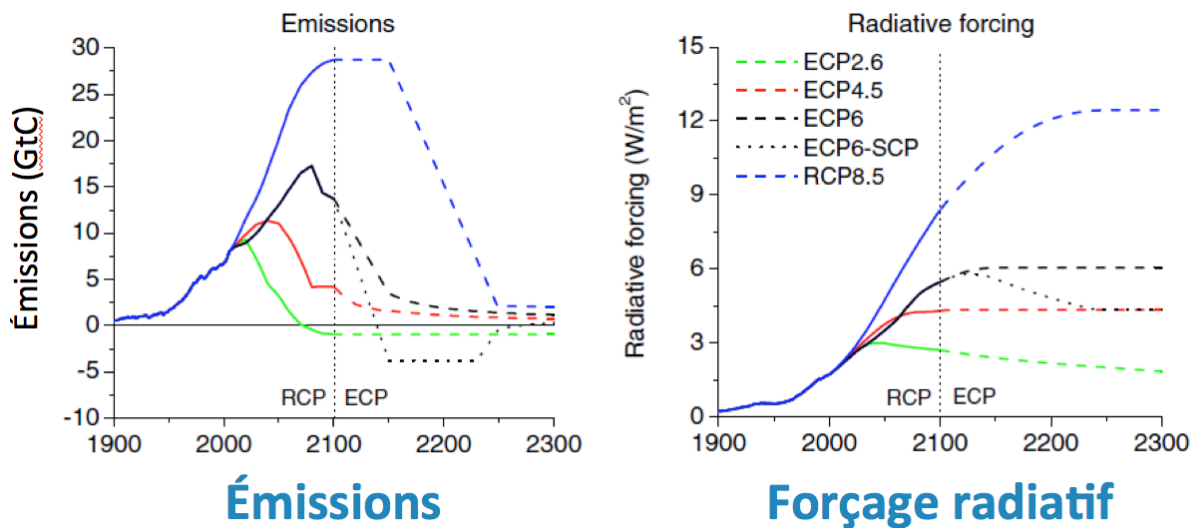 Emissions
Émissions (GtC)
30
25
20
15
10
5
0
-5
-10
RCP ECP
1900 2000 2100 2200 2300
Émissions
Radiative forcing
Radiative forcing (W/m²)
15
12
9
6
3
0
ECP2.6
ECP4.5
ECP6
ECP6-SCP
RCP8.5
RCP ECP
1900 2000 2100 2200 2300
Forçage radiatif